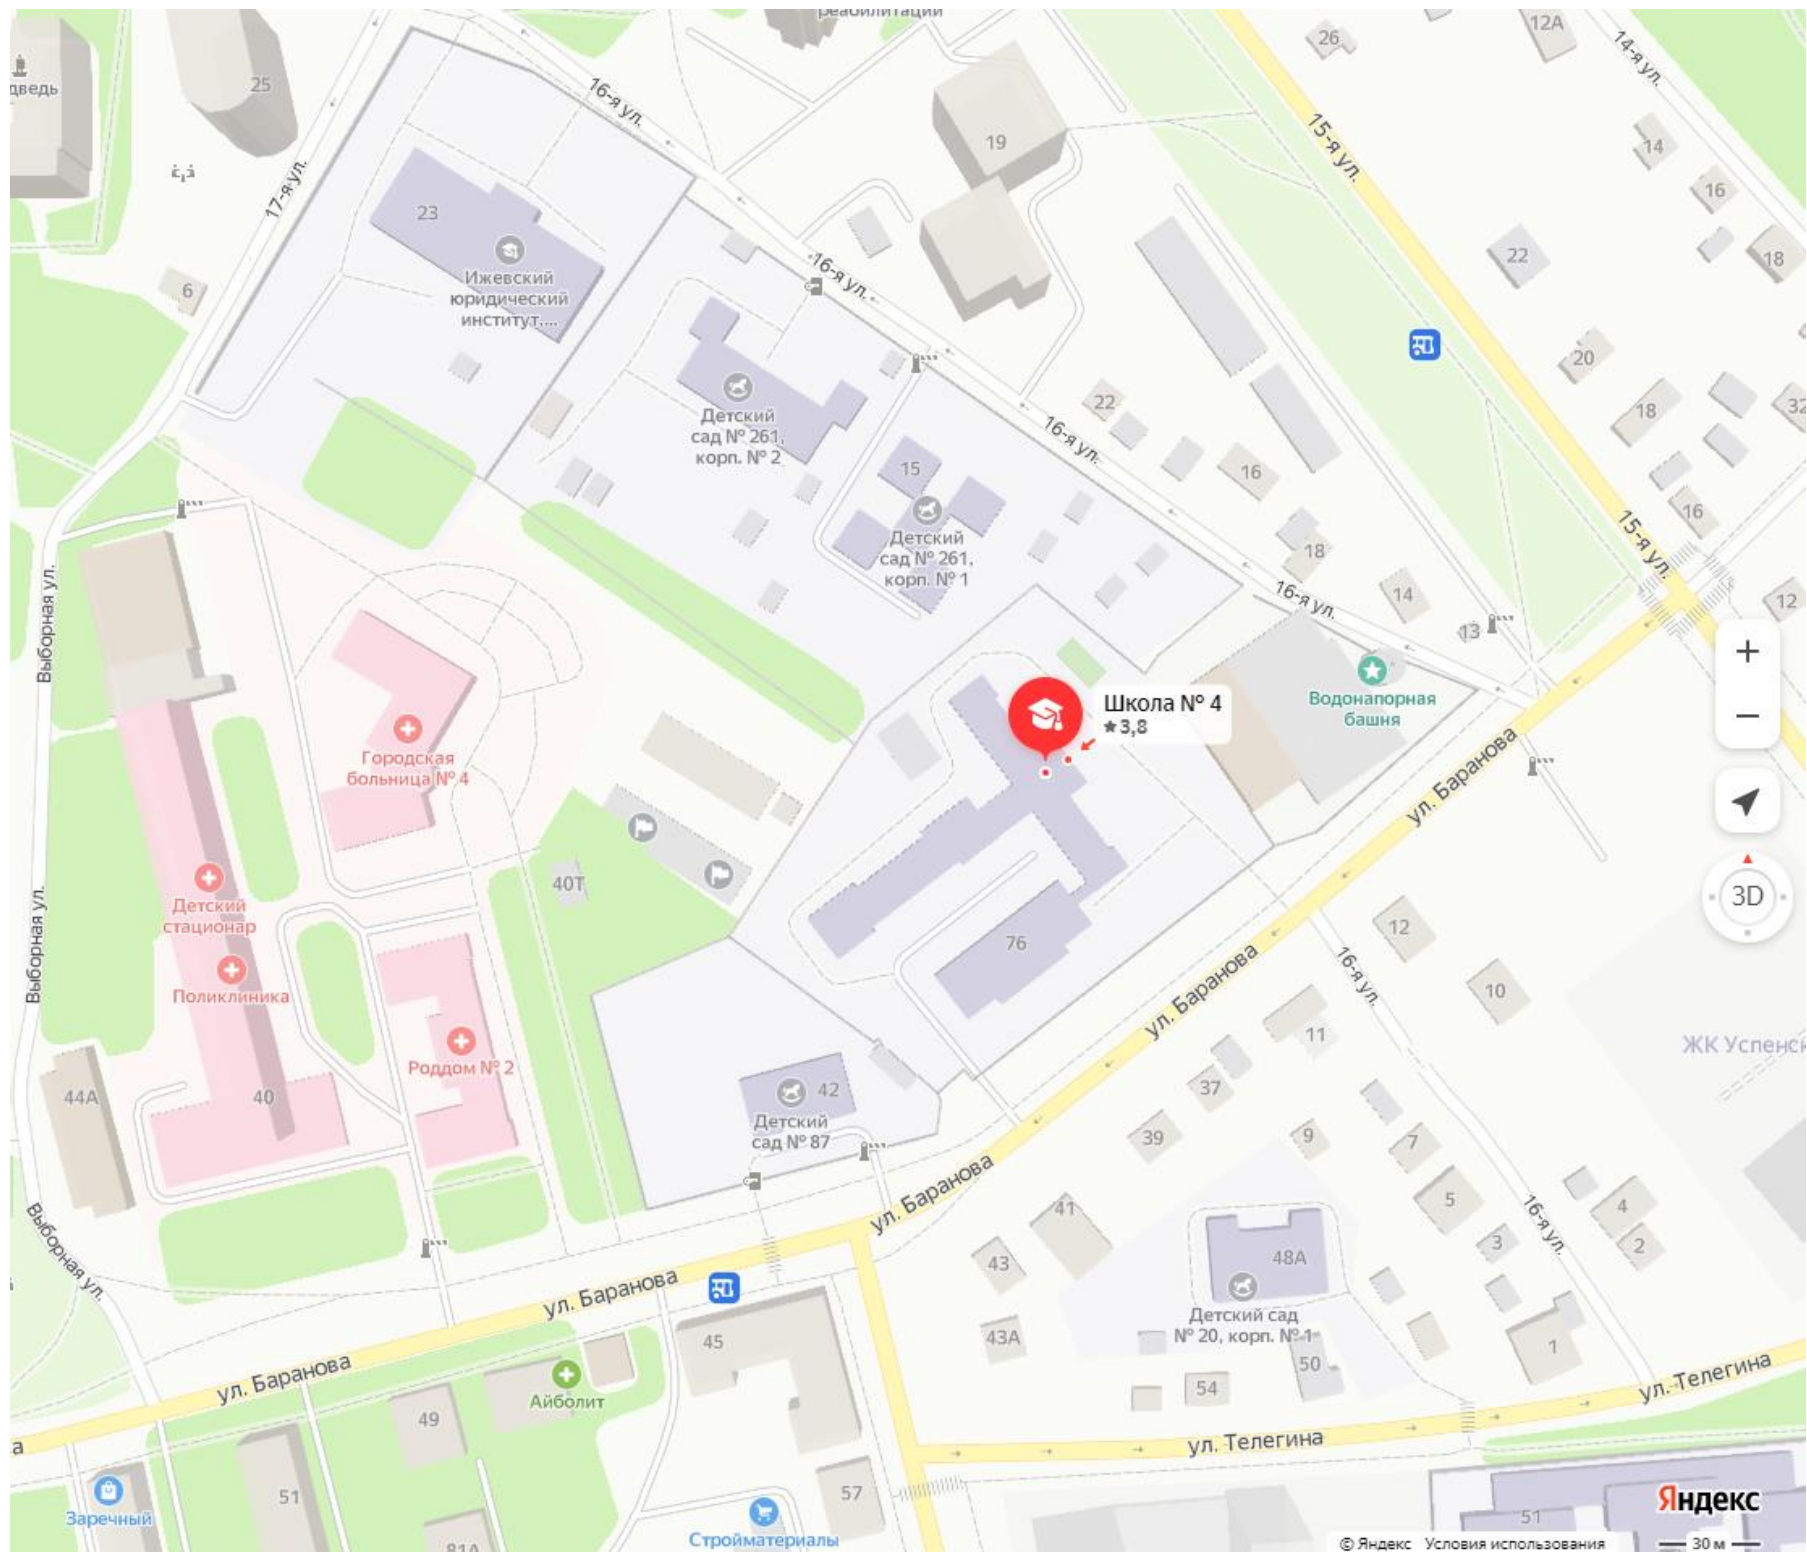 реабилитации
26
12А
14-я ул.
25
16-я ул.
19
15-я ул.
14
17-я ул.
23
16
22
18
Ижевский
юридический
институт,...
6
16-я ул.
20
Детский
сад № 261,
корп. № 2
22
16-я ул.
18
32
15
16
16
Детский
сад № 261,
корп. № 1
18
15-я ул.
16-я ул.
14
12
13
Выборная ул.
Водонапорная
башня
Школа № 4
3,8
+
−
Городская
больница № 4
ул. Баранова
40Т
3D
Детский
стационар
Поликлиника
Выборная ул.
76
12
ул. Баранова
16-я ул.
10
11
Роддом № 2
44А
40
42
Детский
сад № 87
37
39
9
7
ул. Баранова
5
4
2
3
16-я ул.
41
43
48А
Выборная ул.
Детский сад
№ 20, корп. № 1
ул. Баранова
45
43А
50
1
54
ул. Баранова
Айболит
49
ул. Телегина
ул. Телегина
51
57
Заречный
Стройматериалы
81А
51
Яндекс
© Яндекс Условия использования
30 м